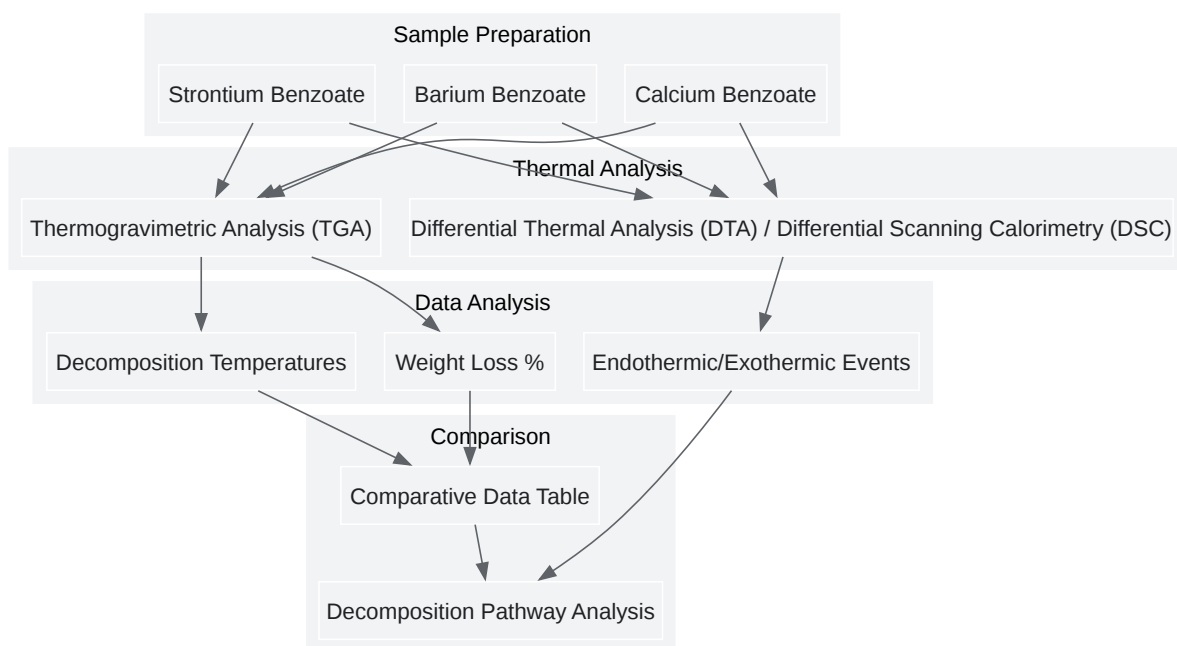 Sample Preparation
Strontium Benzoate
Barium Benzoate
Calcium Benzoate
Thermal Analysis
Thermogravimetric Analysis (TGA)
Differential Thermal Analysis (DTA) / Differential Scanning Calorimetry (DSC)
Data Analysis
Decomposition Temperatures
Weight Loss %
Endothermic/Exothermic Events
Comparison
Comparative Data Table
Decomposition Pathway Analysis